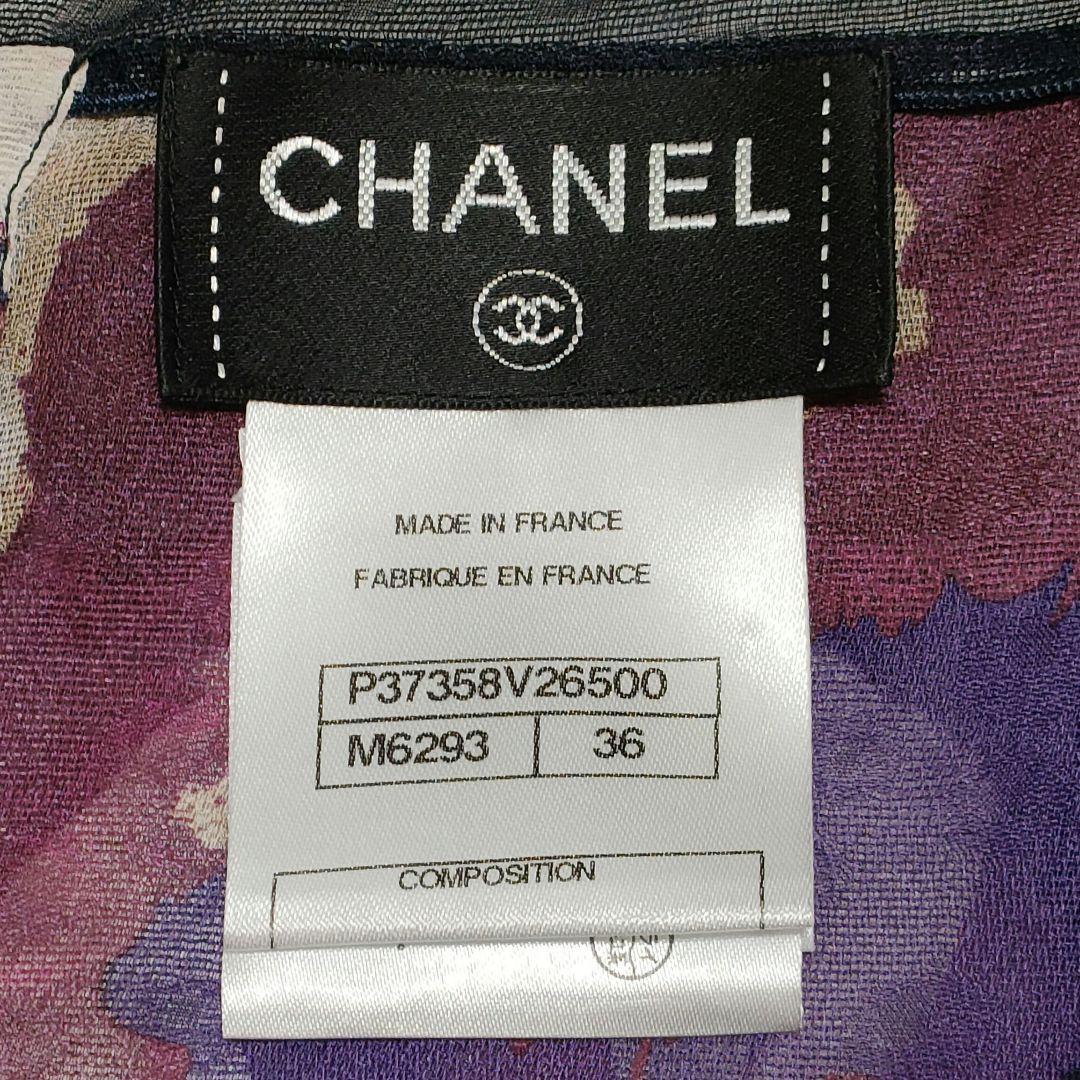 CHANEL
MADE IN FRANCE
FABRIQUE EN FRANCE
P37358V26500
M6293 36
COMPOSITION